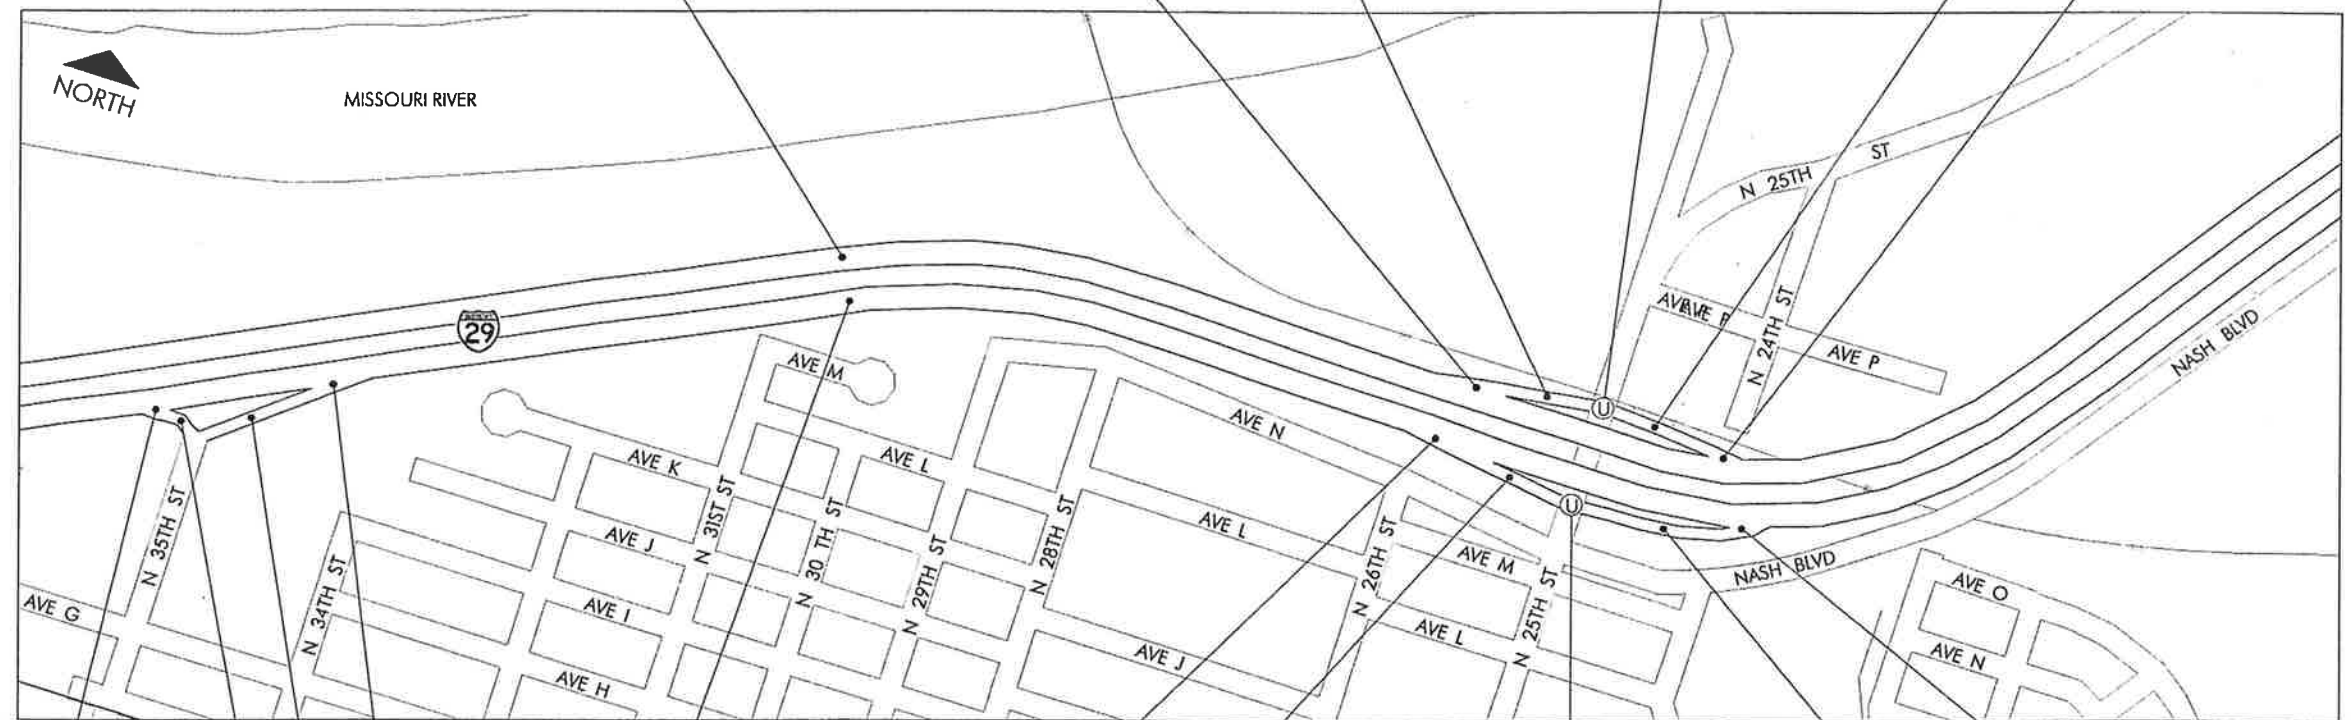 NORTH
MISSOURI RIVER
N 25TH ST
29
AVE P
N 24TH ST
AVE P
NASH BLVD
U
U
AVE M
AVE K
AVE L
AVE N
N 35TH ST
N 34TH ST
N 31ST ST
N 30 TH ST
N 29TH ST
N 28TH ST
AVE L
N 26TH ST
AVE M
N 25TH ST
NASH BLVD
AVE J
AVE I
AVE G
AVE H
AVE J
AVE L
AVE O
AVE N